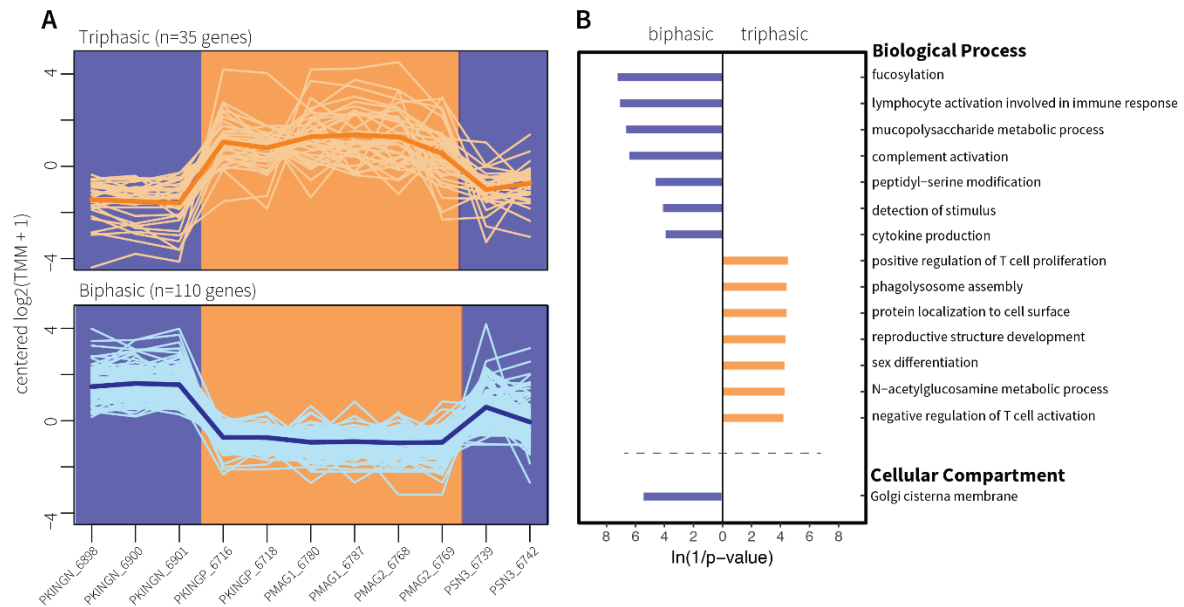 A
Triphasic (n=35 genes)
4
0
−4
Biphasic (n=110 genes)
4
0
−4
centered log2(TMM + 1)
PKINGN_6898
PKINGN_6900
PKINGN_6901
PKINGP_6716
PKINGP_6718
PMAG1_6780
PMAG1_6787
PMAG2_6768
PMAG2_6769
PSN3_6739
PSN3_6742
B
biphasic triphasic
Biological Process
fucosylation
lymphocyte activation involved in immune response
mucopolysaccharide metabolic process
complement activation
peptidyl−serine modification
detection of stimulus
cytokine production
positive regulation of T cell proliferation
phagolysosome assembly
protein localization to cell surface
reproductive structure development
sex differentiation
N−acetylglucosamine metabolic process
negative regulation of T cell activation
Cellular Compartment
Golgi cisterna membrane
8 6 4 2 0 2 4 6 8
ln(1/p−value)